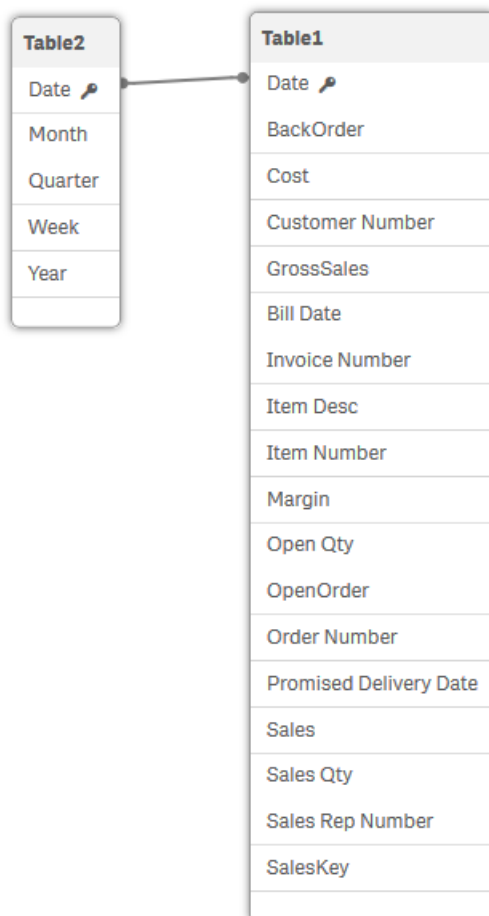 Table2
Date
Month
Quarter
Week
Year
Table1
Date
BackOrder
Cost
Customer Number
GrossSales
Bill Date
Invoice Number
Item Desc
Item Number
Margin
Open Qty
OpenOrder
Order Number
Promised Delivery Date
Sales
Sales Qty
Sales Rep Number
SalesKey